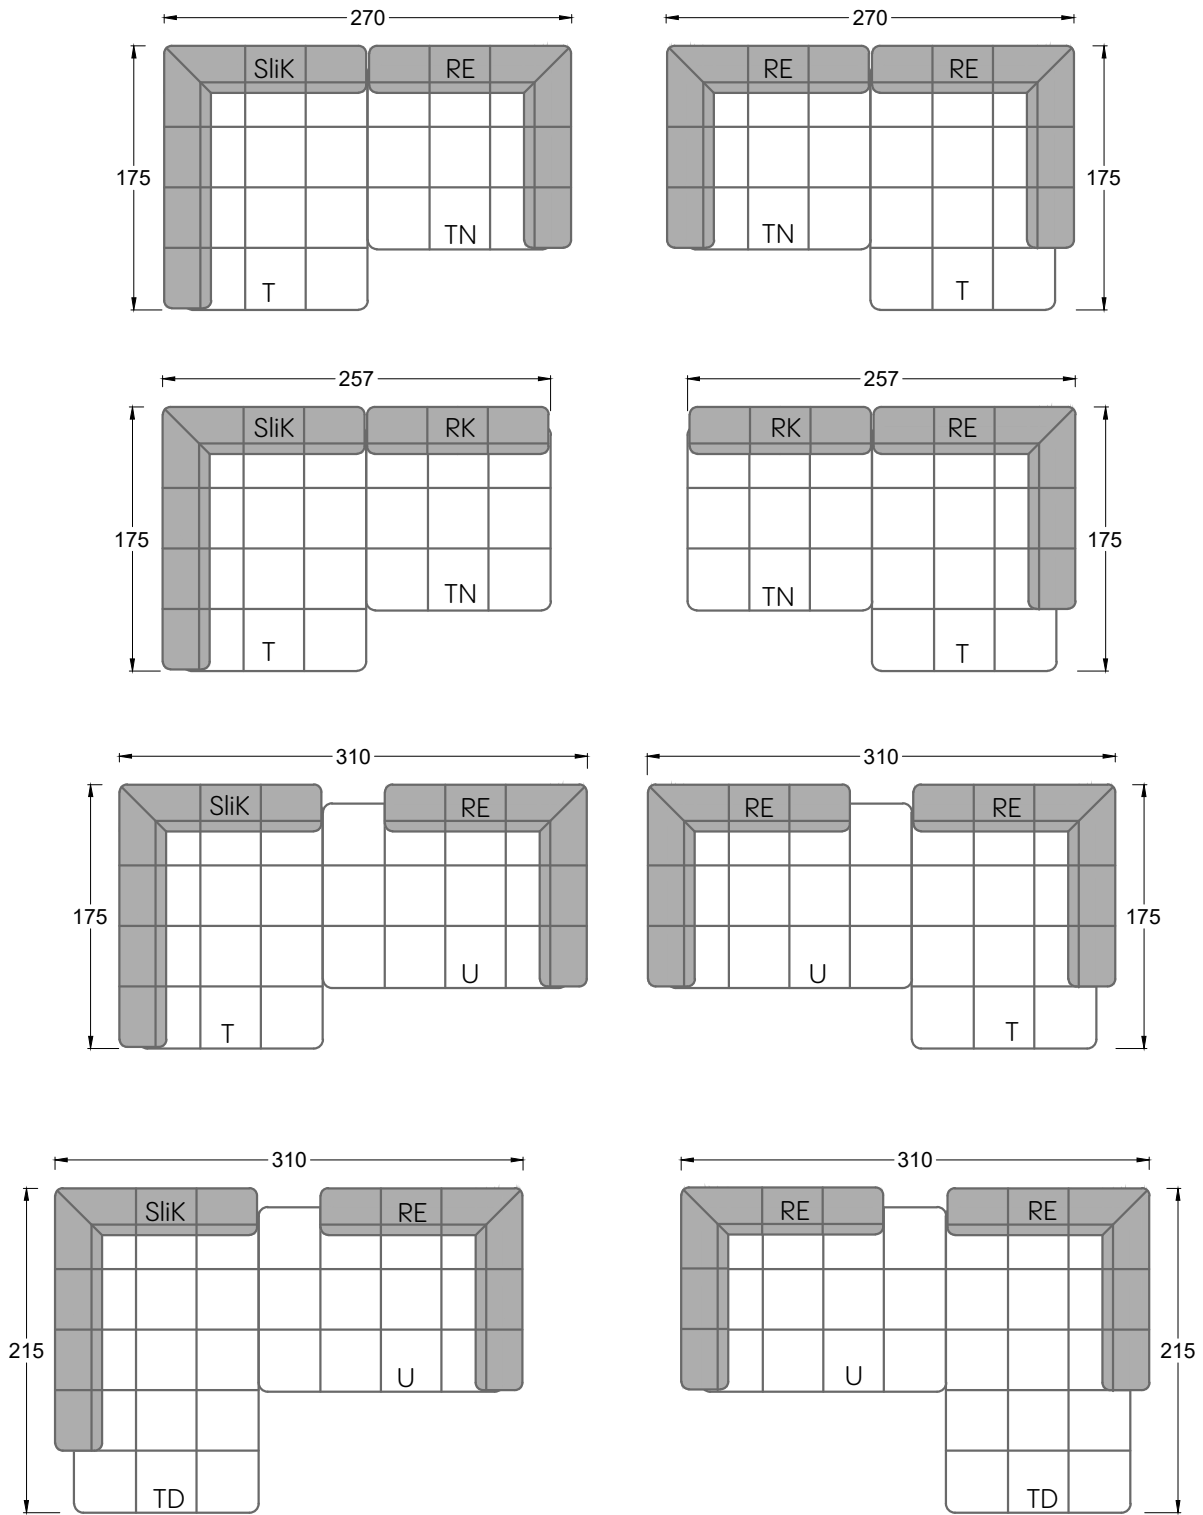 270 270
SliK RE RE RE
175 175
TN TN
T T
257 257
SliK RK RK RE
175 175
TN TN
T T
310 310
SliK RE RE RE
175 175
U U
T T
310 310
SliK RE RE RE
215 215
U U
TD TD